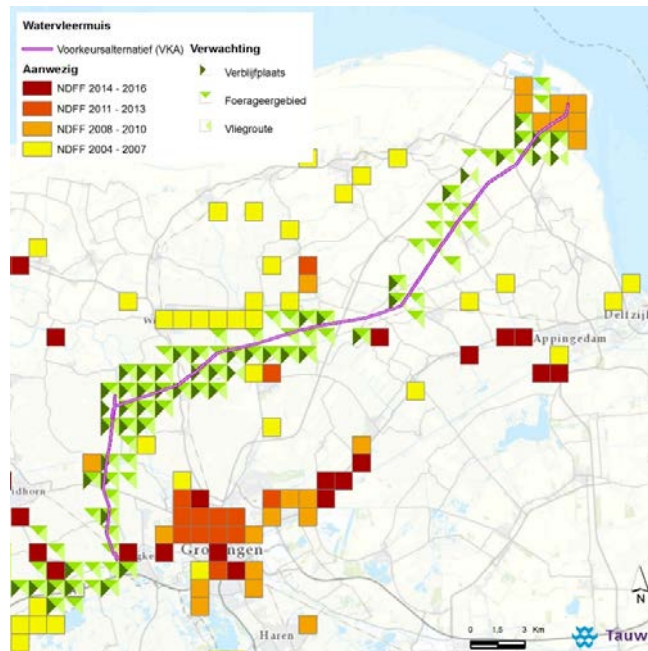 Watervleermuis
Voorkeursalternatief (VKA)
Verwachting
Aanwezig
Verblijfplaats
NDFF 2014 - 2016
NDFF 2011 - 2013
Foerageergebied
NDFF 2008 - 2010
Vliegroute
NDFF 2004 - 2007
Delfzijl
Appingedam
Groningen
Haren
N
0 1,5 3 Km
Tauw